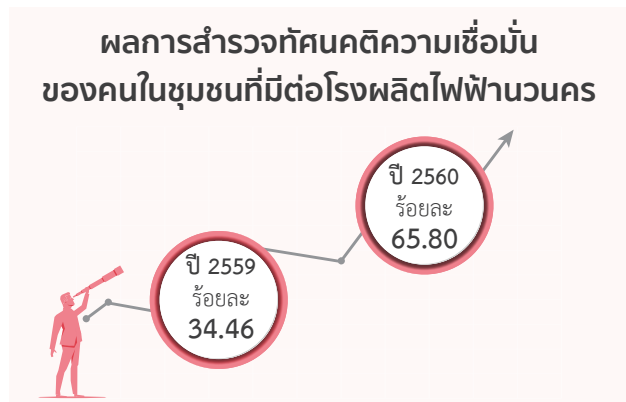 ผลการสำรวจทัศนคติความเชื่อมั่น
ของคนในชุมชนที่มีต่อโรงผลิตไฟฟ้านวนคร
ปี 2560
ร้อยละ
65.80
ปี 2559
ร้อยละ
34.46